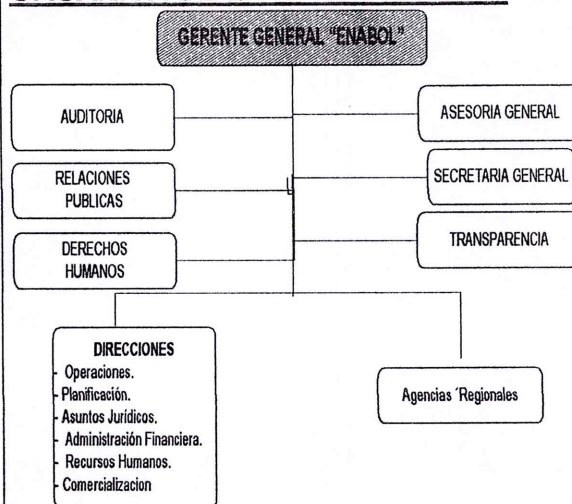 GERENTE GENERAL "ENABOL"
AUDITORIA
ASESORIA GENERAL
RELACIONES
PUBLICAS
SECRETARIA GENERAL
DERECHOS
HUMANOS
TRANSPARENCIA
DIRECCIONES
- Operaciones.
- Planificación.
- Asuntos Jurídicos.
- Administración Financiera.
- Recursos Humanos.
- Comercializacion
Agencias ´Regionales